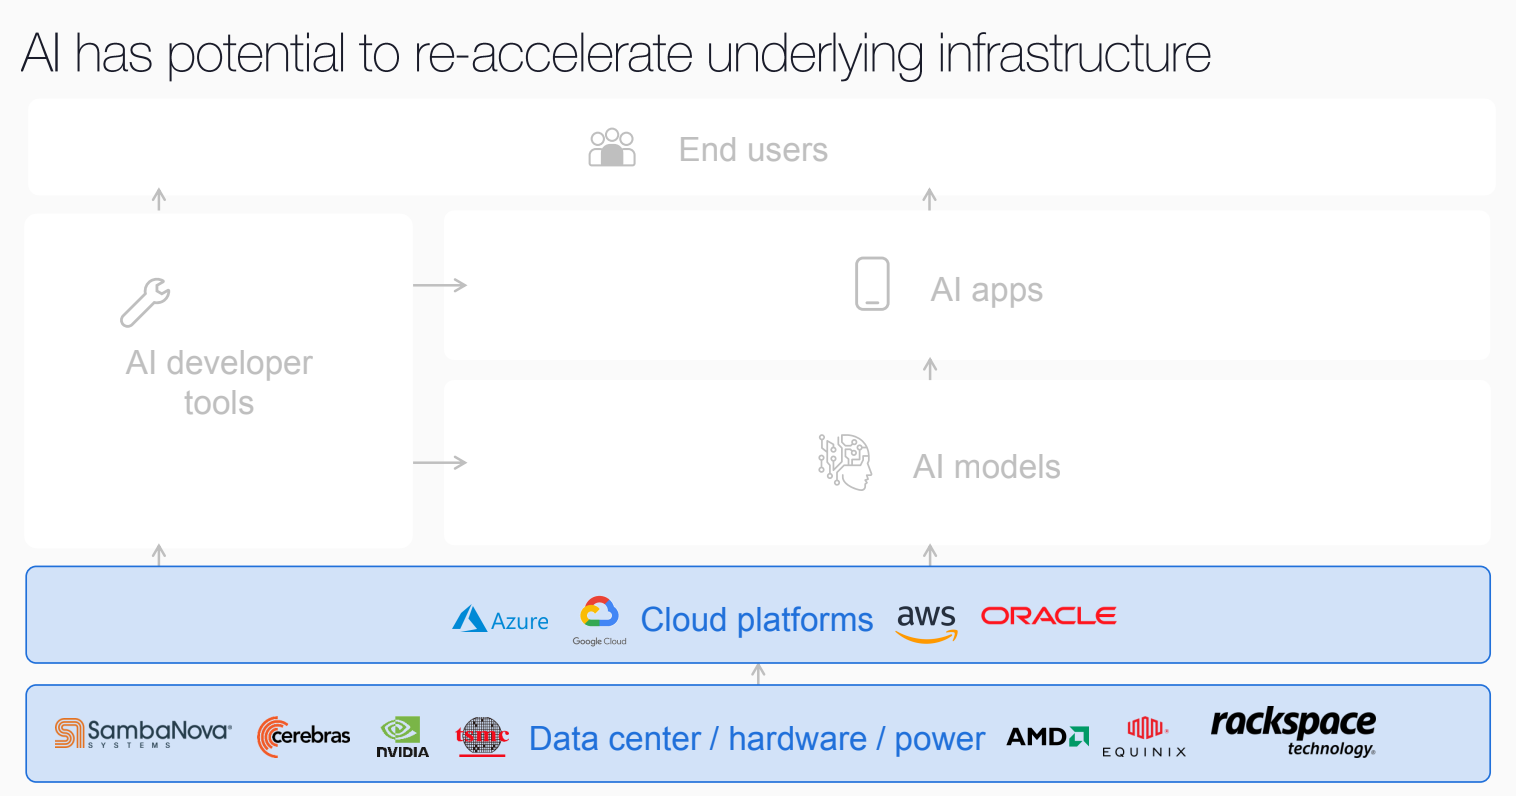 AI has potential to re-accelerate underlying infrastructure
End users
AI apps
AI developer
tools
AI models
Azure
Google Cloud
Cloud platforms
aws
ORACLE
SambaNova®
SYSTEMS
cerebras
NVIDIA
tsmc
Data center / hardware / power
AMD
EQUINIX
rackspace
technology®